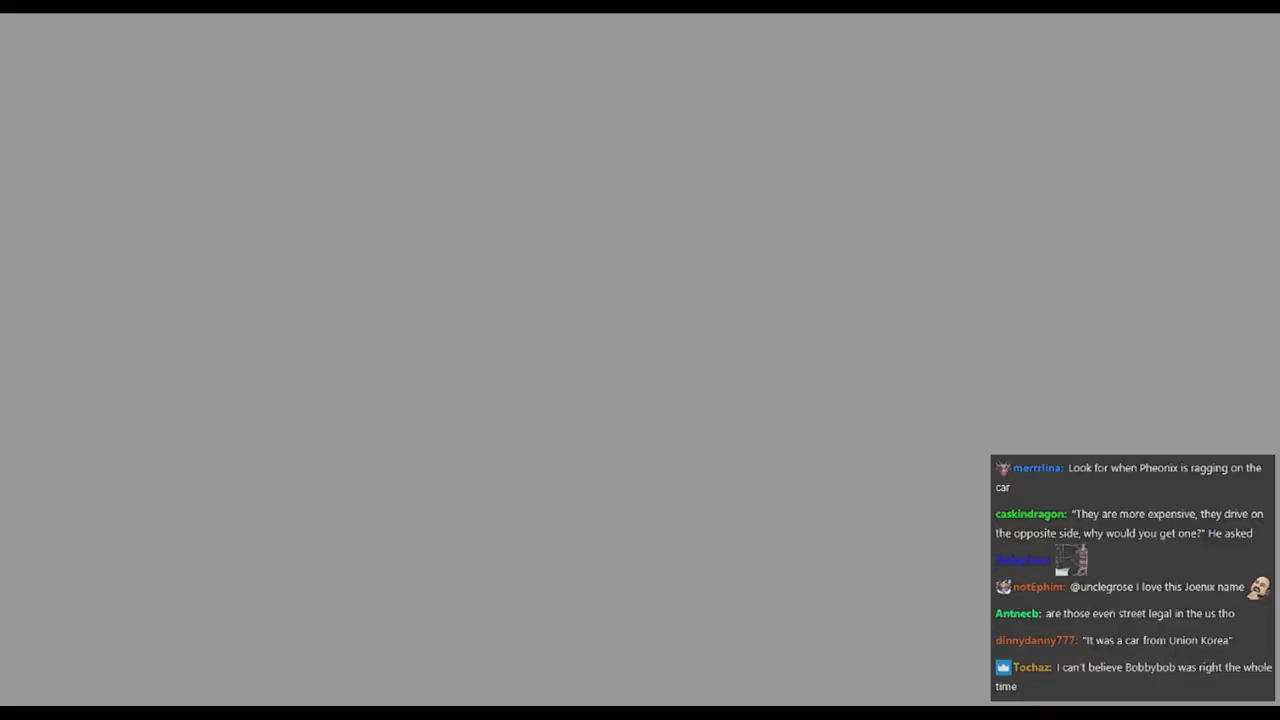 merrrlina: Look for when Pheonix is ragging on the
car
caskindragon: "They are more expensive, they drive on
the opposite side, why would you get one?" He asked
notEphim: @unclegrose I love this Joenix name
Antnecb: are those even street legal in the us tho
dinnydanny777: "It was a car from Union Korea"
Tochaz: I can't believe Bobbybob was right the whole
time